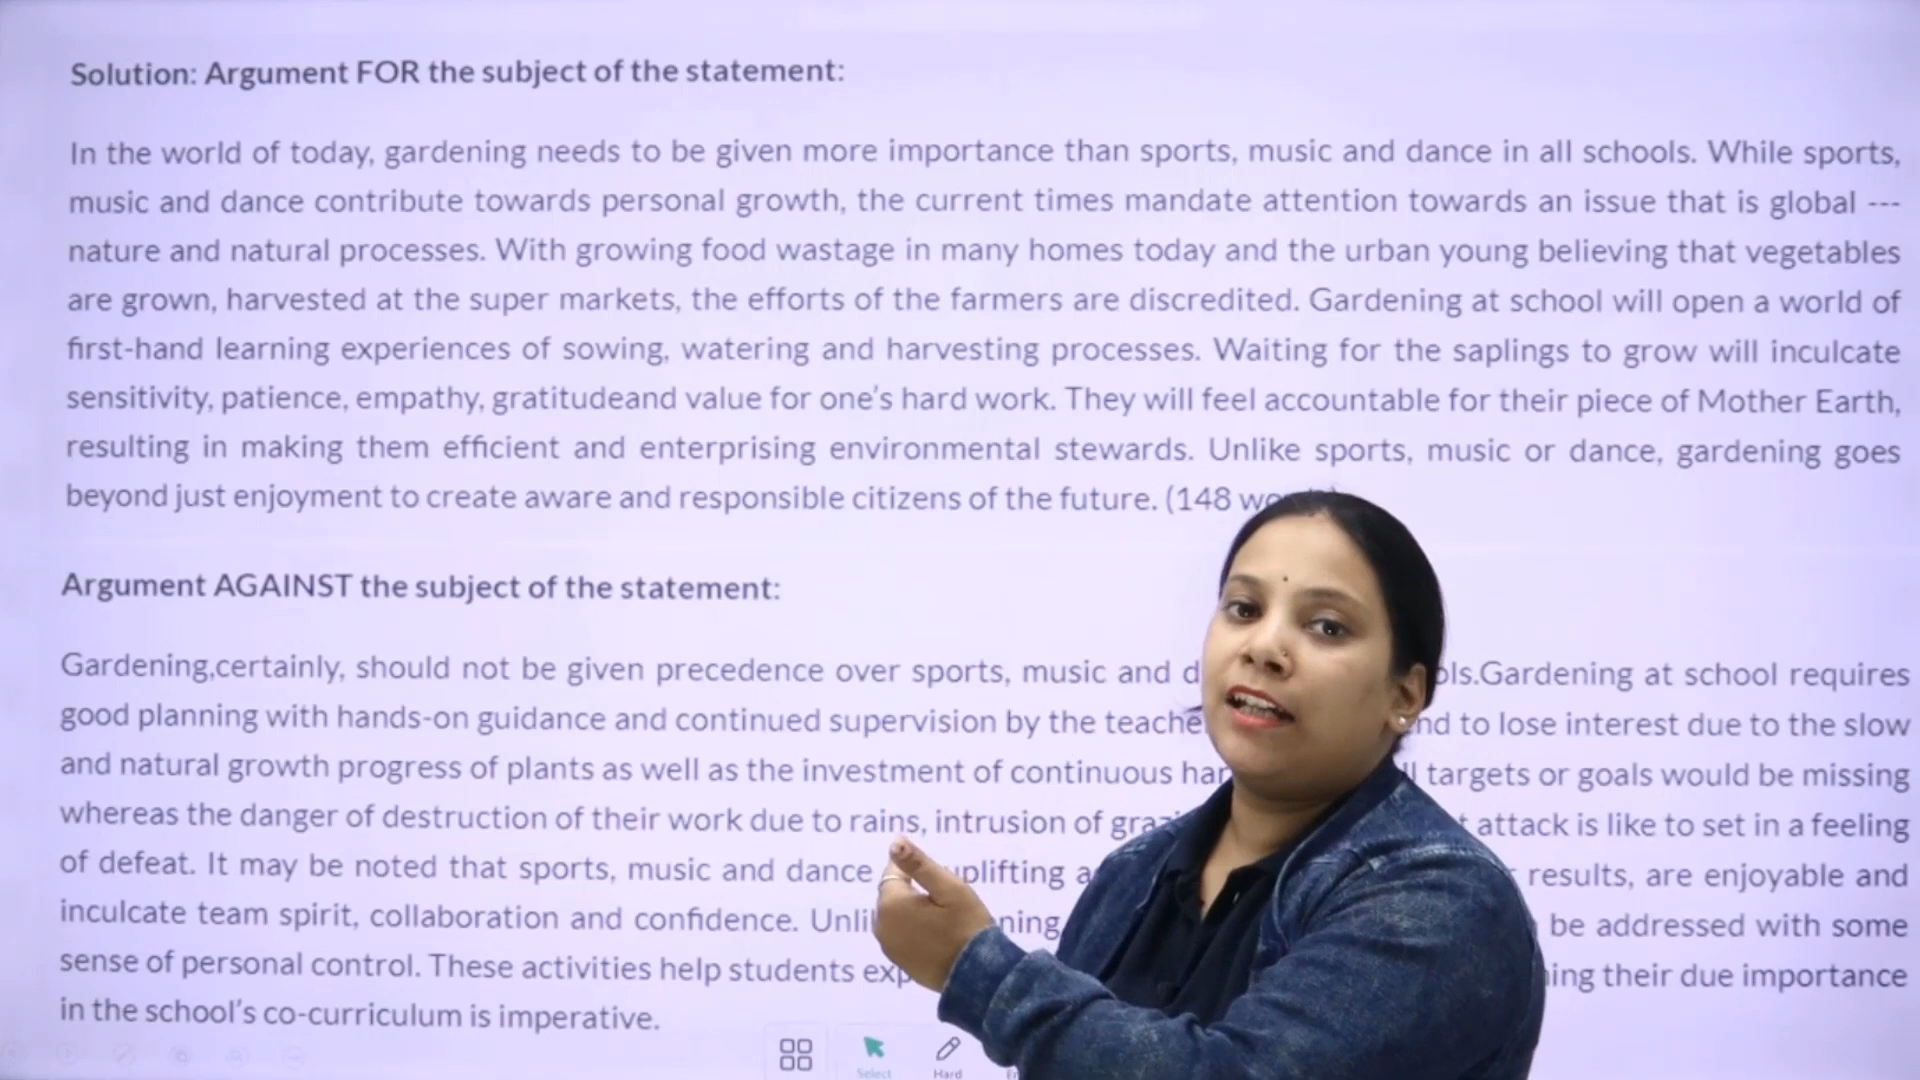 Solution: Argument FOR the subject of the statement:
In the world of today, gardening needs to be given more importance than sports, music and dance in all schools. While sports,
music and dance contribute towards personal growth, the current times mandate attention towards an issue that is global ---
nature and natural processes. With growing food wastage in many homes today and the urban young believing that vegetables
are grown, harvested at the super markets, the efforts of the farmers are discredited. Gardening at school will open a world of
first-hand learning experiences of sowing, watering and harvesting processes. Waiting for the saplings to grow will inculcate
sensitivity, patience, empathy, gratitudeand value for one's hard work. They will feel accountable for their piece of Mother Earth,
resulting in making them efficient and enterprising environmental stewards. Unlike sports, music or dance, gardening goes
beyond just enjoyment to create aware and responsible citizens of the future. (148
Argument AGAINST the subject of the statement:
Gardening,certainly, should not be given precedence over sports, music and Gardening at school requires
good planning with hands-on guidance and continued supervision by the to lose interest due to the slow
and natural growth progress of plants as well as the investment of continuous targets or goals would be missing
whereas the danger of destruction of their work due to rains, intrusion of attack is like to set in a feeling
of defeat. It may be noted that sports, music and dance results, are enjoyable and
inculcate team spirit, collaboration and confidence. be addressed with some
sense of personal control. These activities help students their due importance
in the school's co-curriculum is imperative.
Select Hard